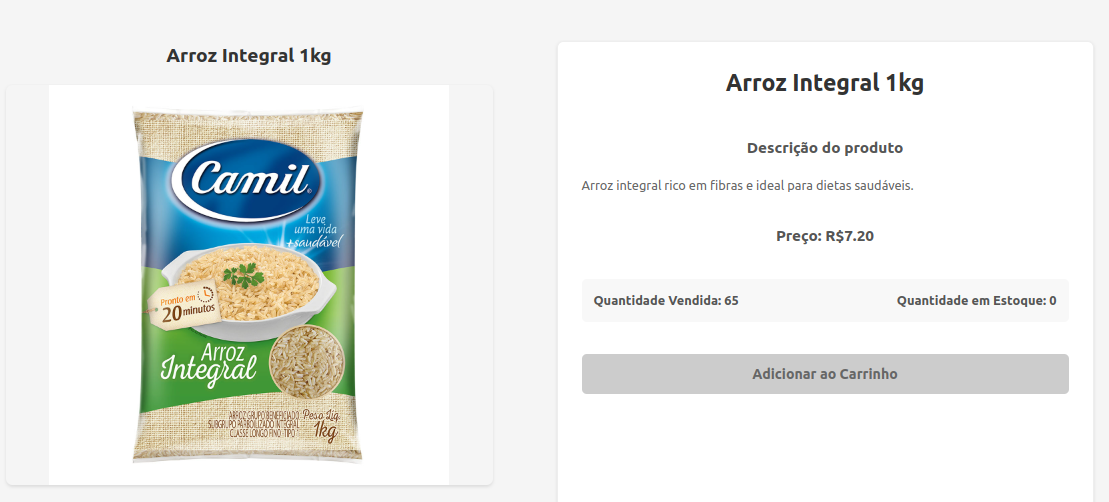 Arroz Integral 1kg
Camil
Leve
uma vida
+saudável
Pronto em
20 minutos
Arroz
Integral
ARROZ GRUPO BENEFICIADO
SUBGRUPO PARBOILIZADO INTEGRAL
CLASSE LONGO FINO TIPO
Peso Líq.
1kg
Arroz Integral 1kg
Descrição do produto
Arroz integral rico em fibras e ideal para dietas saudáveis.
Preço: R$7.20
Quantidade Vendida: 65 Quantidade em Estoque: 0
Adicionar ao Carrinho